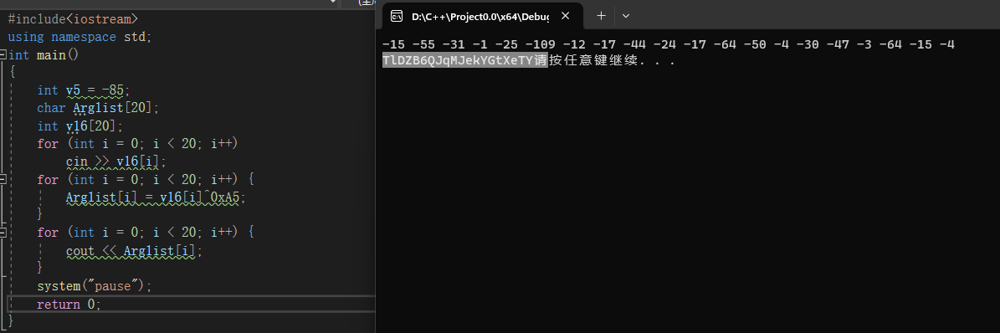 #include<iostream>
using namespace std;
int main()
{
int v5 = -85;
char Arglist[20];
int v16[20];
for (int i = 0; i < 20; i++)
cin >> v16[i];
for (int i = 0; i < 20; i++) {
Arglist[i] = v16[i]^0xA5;
}
for (int i = 0; i < 20; i++) {
cout << Arglist[i];
}
system("pause");
return 0;
}
D:\C++\Project0.0\x64\Debug
-15 -55 -31 -1 -25 -109 -12 -17 -44 -24 -17 -64 -50 -4 -30 -47 -3 -64 -15 -4
TlDZB6QJqMJekYGtXeTY请按任意键继续. . .